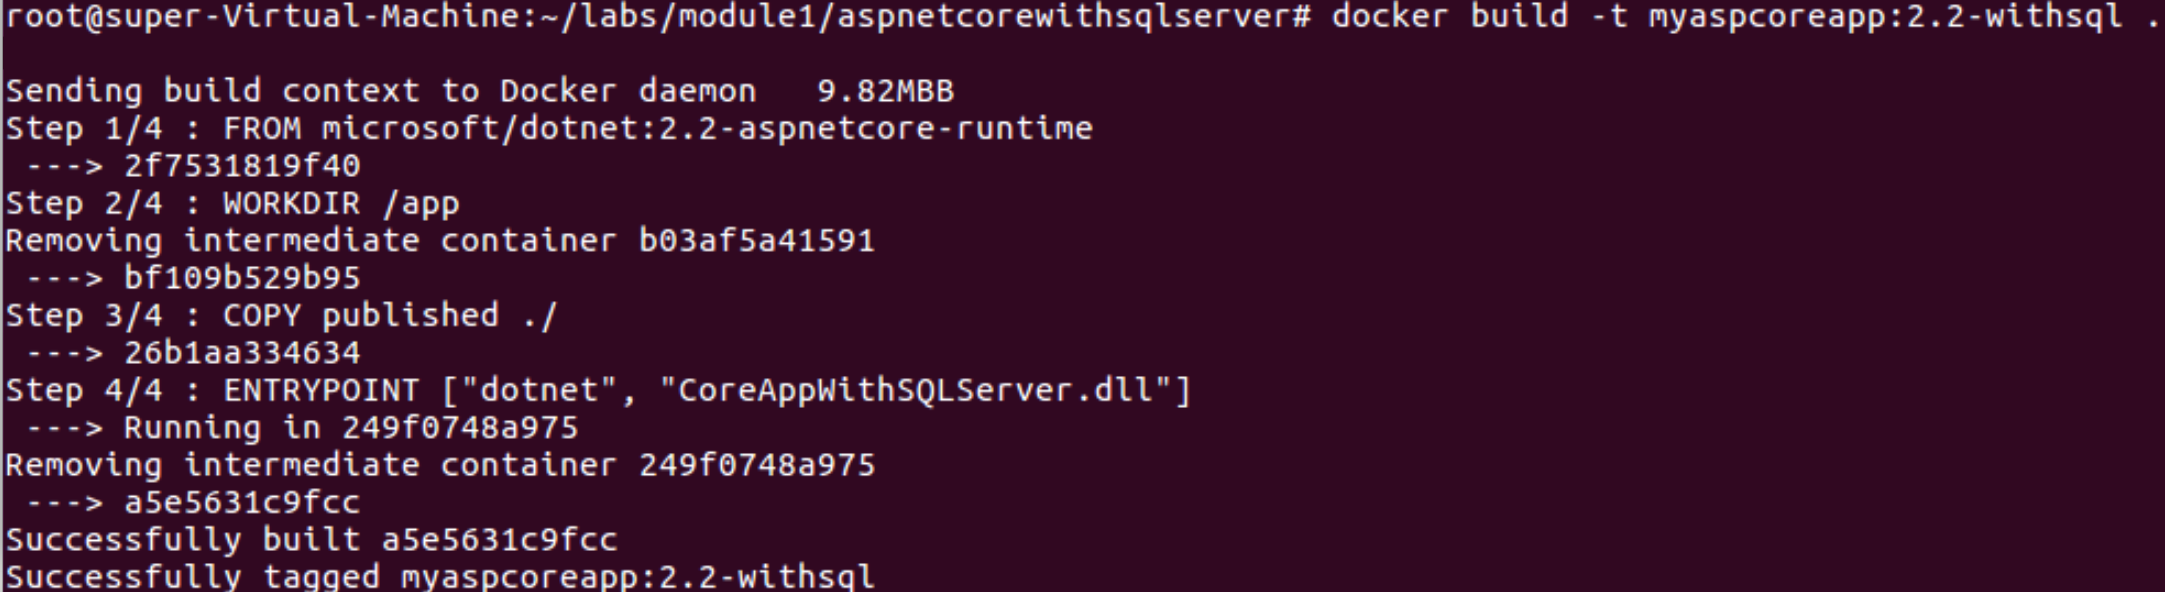 root@super-Virtual-Machine:~/labs/module1/aspnetcorewithsqlserver# docker build -t myaspcoreapp:2.2-withsql .
Sending build context to Docker daemon   9.82MBB
Step 1/4 : FROM microsoft/dotnet:2.2-aspnetcore-runtime
 ---> 2f7531819f40
Step 2/4 : WORKDIR /app
Removing intermediate container b03af5a41591
 ---> bf109b529b95
Step 3/4 : COPY published ./
 ---> 26b1aa334634
Step 4/4 : ENTRYPOINT ["dotnet", "CoreAppWithSQLServer.dll"]
 ---> Running in 249f0748a975
Removing intermediate container 249f0748a975
 ---> a5e5631c9fcc
Successfully built a5e5631c9fcc
Successfully tagged myaspcoreapp:2.2-withsql